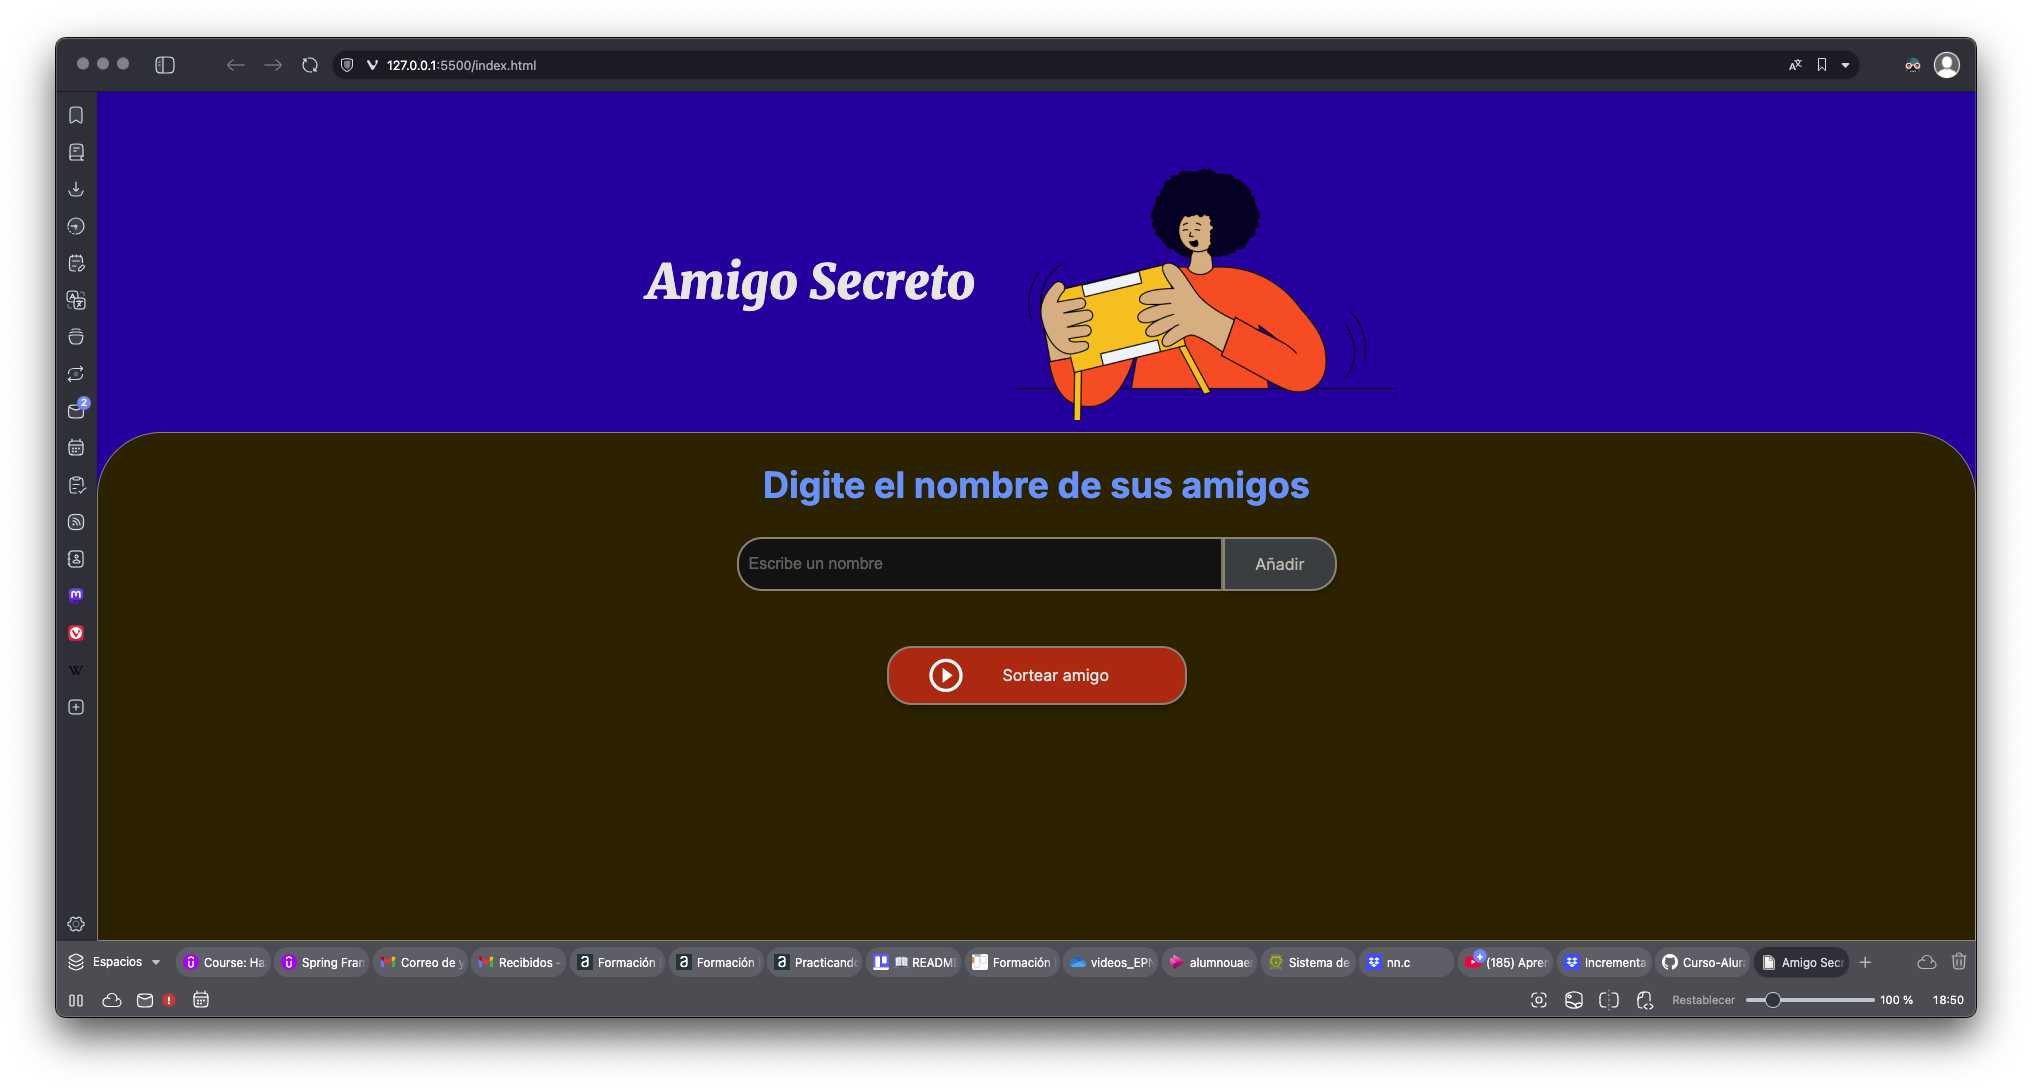 127.0.0.1:5500/index.html
2
Amigo Secreto
Digite el nombre de sus amigos
Escribe un nombre
Añadir
Sortear amigo
W
Espacios
Course: Ha
Spring Fran
Correo de y
Recibidos -
Formación
Formación
Practicando
README
Formación
videos_EPN
alumnouaer
Sistema de
nn.c
(185) Apren
Incrementa
Curso-Alura
Amigo Secr
Restablecer
100 %
18:50